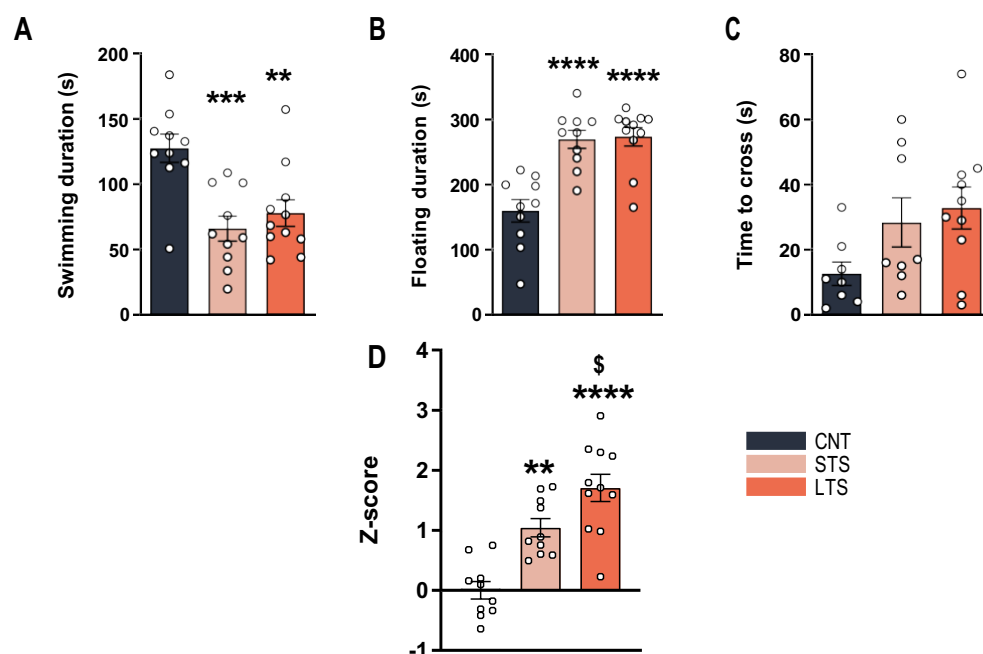 A
Swimming duration (s)
200
150
100
50
0
***
**
B
Floating duration (s)
400
300
200
100
0
****
****
C
Time to cross (s)
80
60
40
20
0
D
Z-score
4
3
2
1
0
-1
**
$
****
CNT
STS
LTS